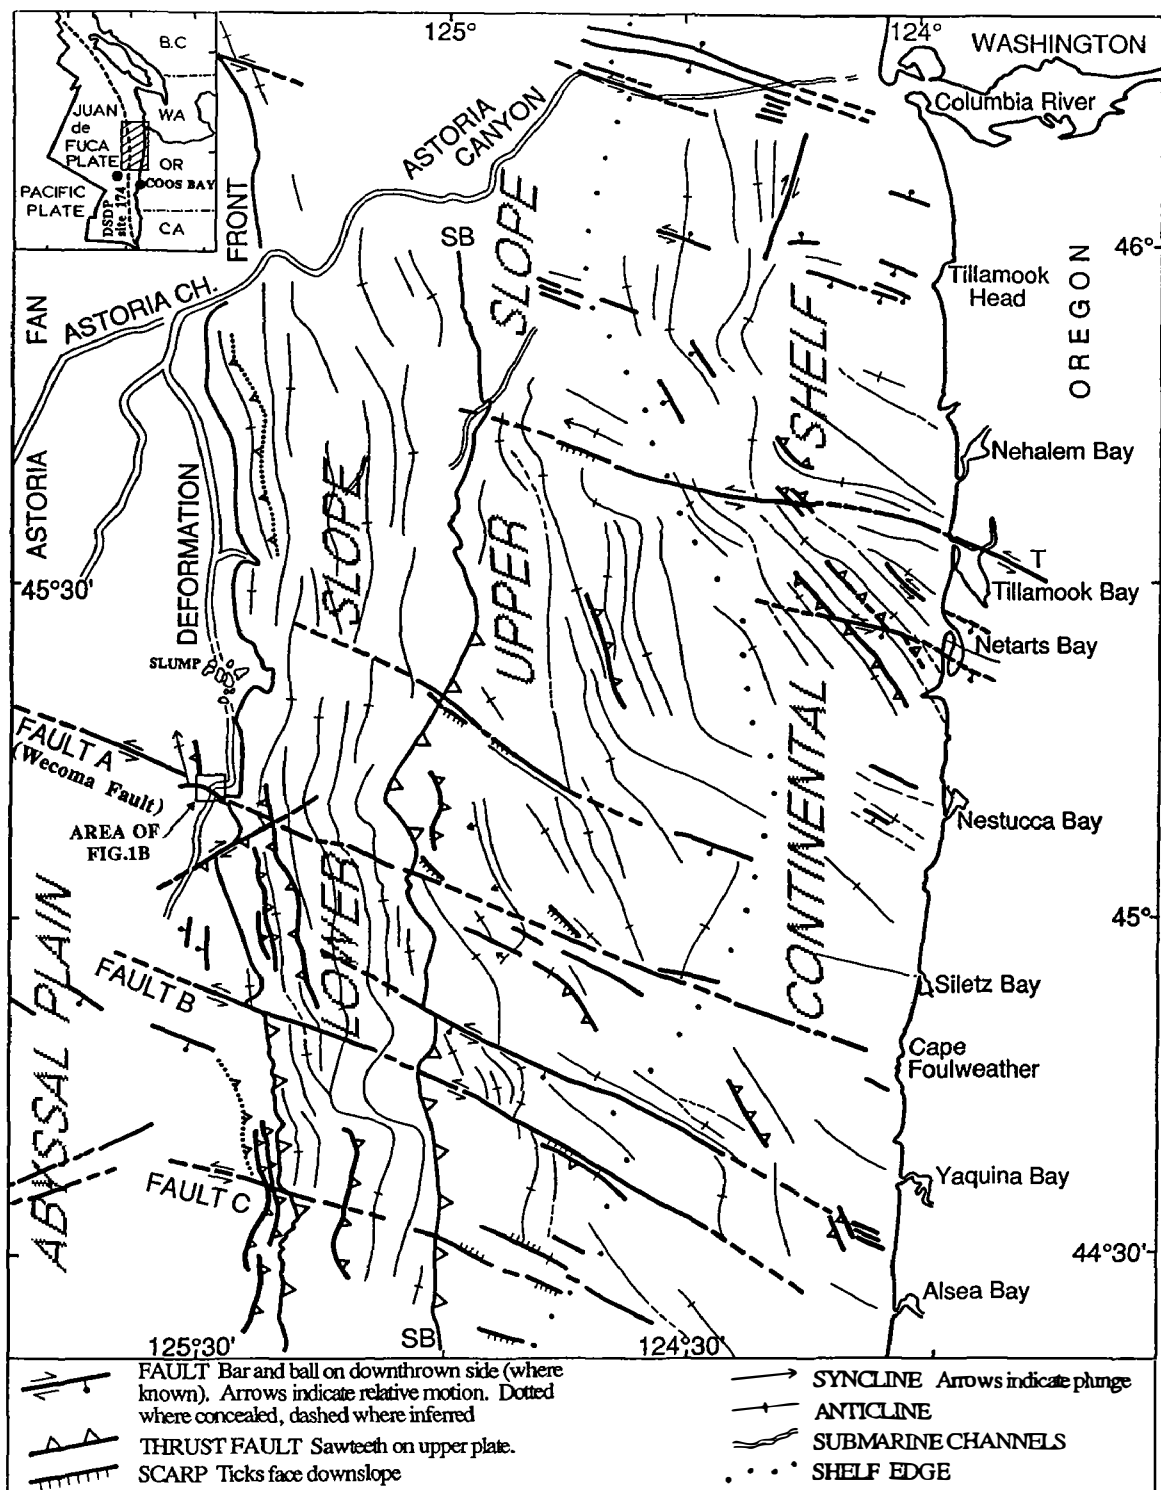 125°
124°
WASHINGTON
Columbia River
B.C
JUAN
de
FUCA
PLATE
WA
OR
COOS BAY
PACIFIC
PLATE
DSDP
site 174
CA
ASTORIA
CANYON
FRONT
SB
SLOPE
46°
Tillamook
Head
OREGON
FAN
ASTORIA CH.
SHELF
Nehalem Bay
ASTORIA
DEFORMATION
SLOPE
UPPER
T
45°30'
Tillamook Bay
SLUMP
Netarts Bay
FAULT A
(Wecoma Fault)
CONTINENTAL
Nestucca Bay
AREA OF
FIG.1B
LOWER
45°
ABYSSAL PLAIN
FAULT B
Siletz Bay
Cape
Foulweather
FAULT C
Yaquina Bay
44°30'
Alsea Bay
125°30'
SB
124°30'
FAULT Bar and ball on downthrown side (where
known). Arrows indicate relative motion. Dotted
where concealed, dashed where inferred
THRUST FAULT Sawteeth on upper plate.
SCARP Ticks face downslope
SYNCLINE Arrows indicate plunge
ANTICLINE
SUBMARINE CHANNELS
SHELF EDGE